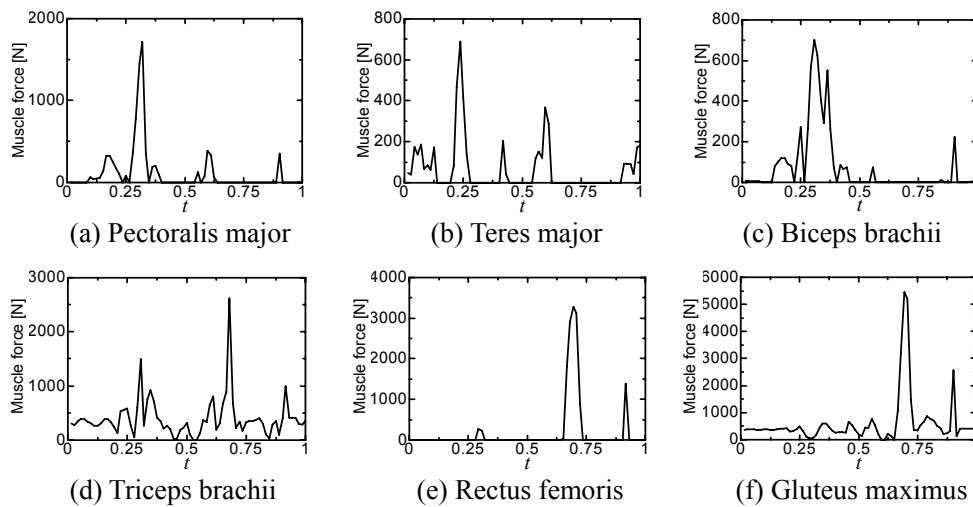 2000
1000
0
Muscle force [N]
0 0.25 0.5 0.75 1
t
(a) Pectoralis major
800
600
400
200
0
Muscle force [N]
0 0.25 0.5 0.75 1
t
(b) Teres major
800
600
400
200
0
Muscle force [N]
0 0.25 0.5 0.75
t
(c) Biceps brachii
3000
2000
1000
0
Muscle force [N]
0 0.25 0.5 0.75 1
t
(d) Triceps brachii
4000
3000
2000
1000
0
Muscle force [N]
0 0.25 0.5 0.75 1
t
(e) Rectus femoris
6000
5000
4000
3000
2000
1000
0
Muscle force [N]
0 0.25 0.5 0.75
t
(f) Gluteus maximus